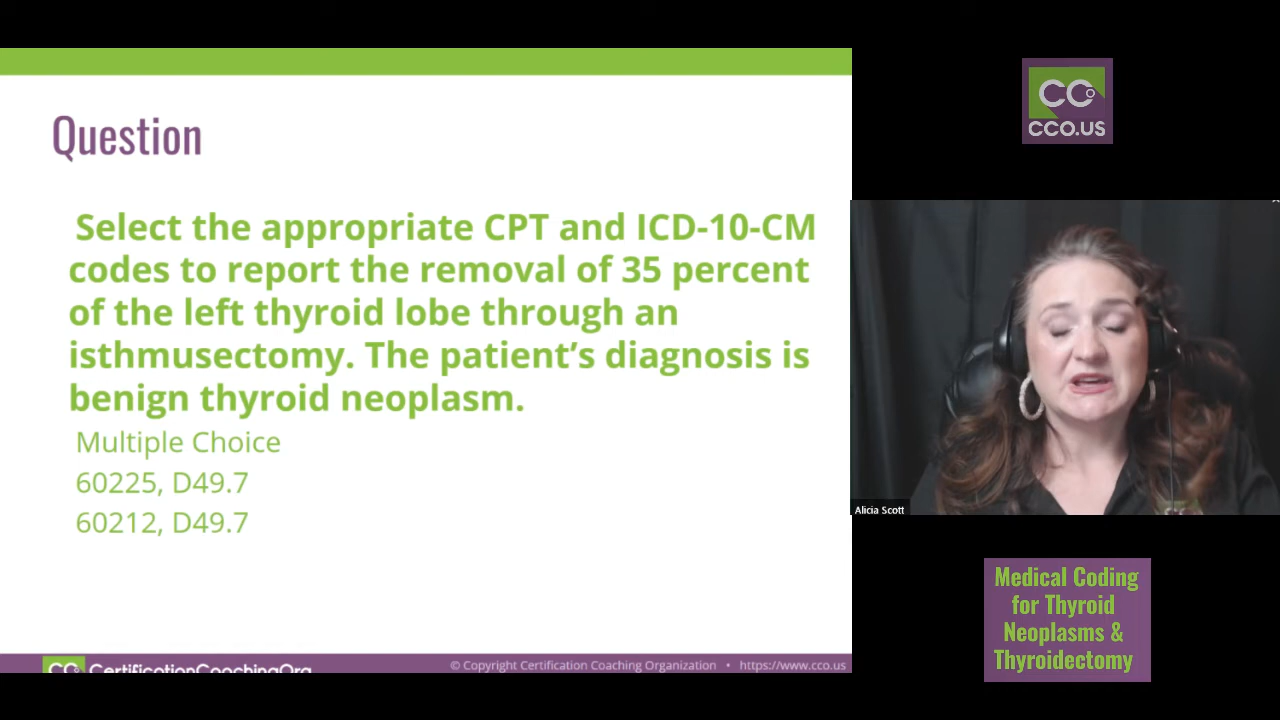 Question
Select the appropriate CPT and ICD-10-CM
codes to report the removal of 35 percent
of the left thyroid lobe through an
isthmusectomy. The patient’s diagnosis is
benign thyroid neoplasm.
Multiple Choice
60225, D49.7
60212, D49.7
CC CertificationCoachingOrg
© Copyright Certification Coaching Organization • https://www.cco.us
CCO
CCO.US
Alicia Scott
Medical Coding
for Thyroid
Neoplasms &
Thyroidectomy